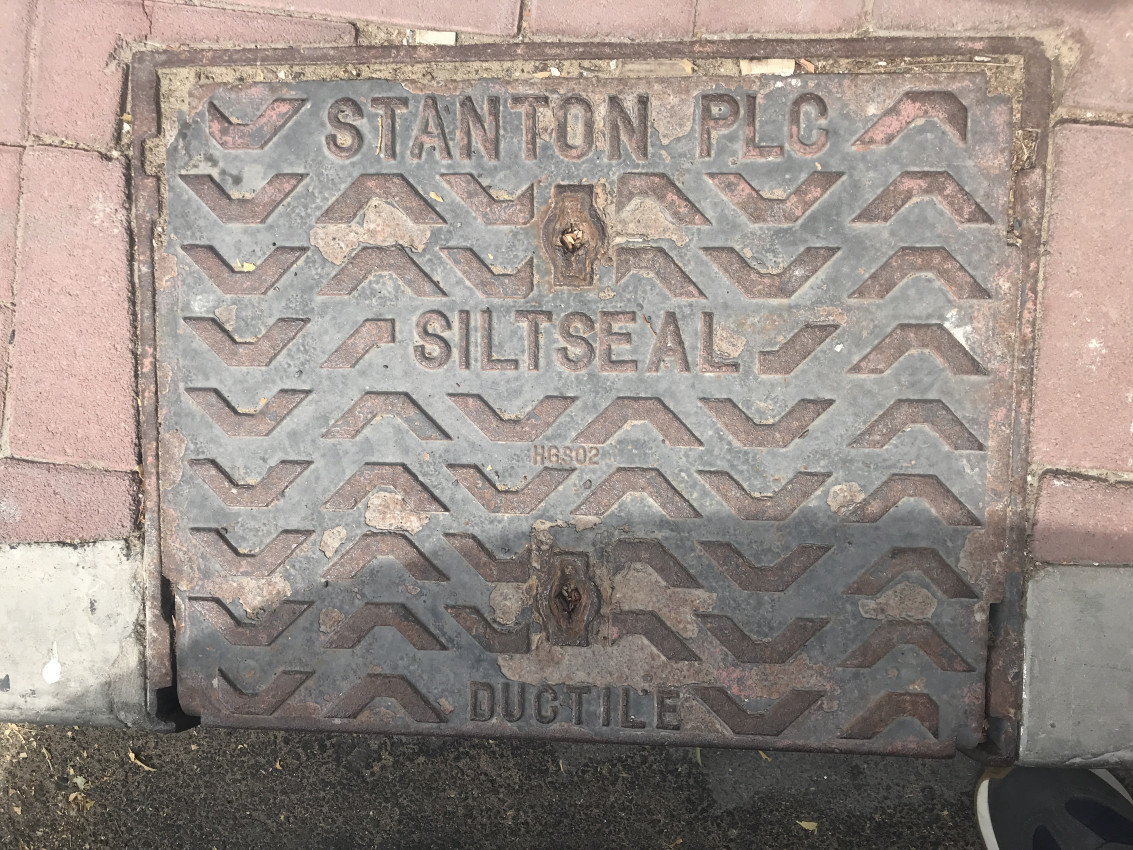 STANTON PLC
SILTSEAL
HGS02
DUCTILE